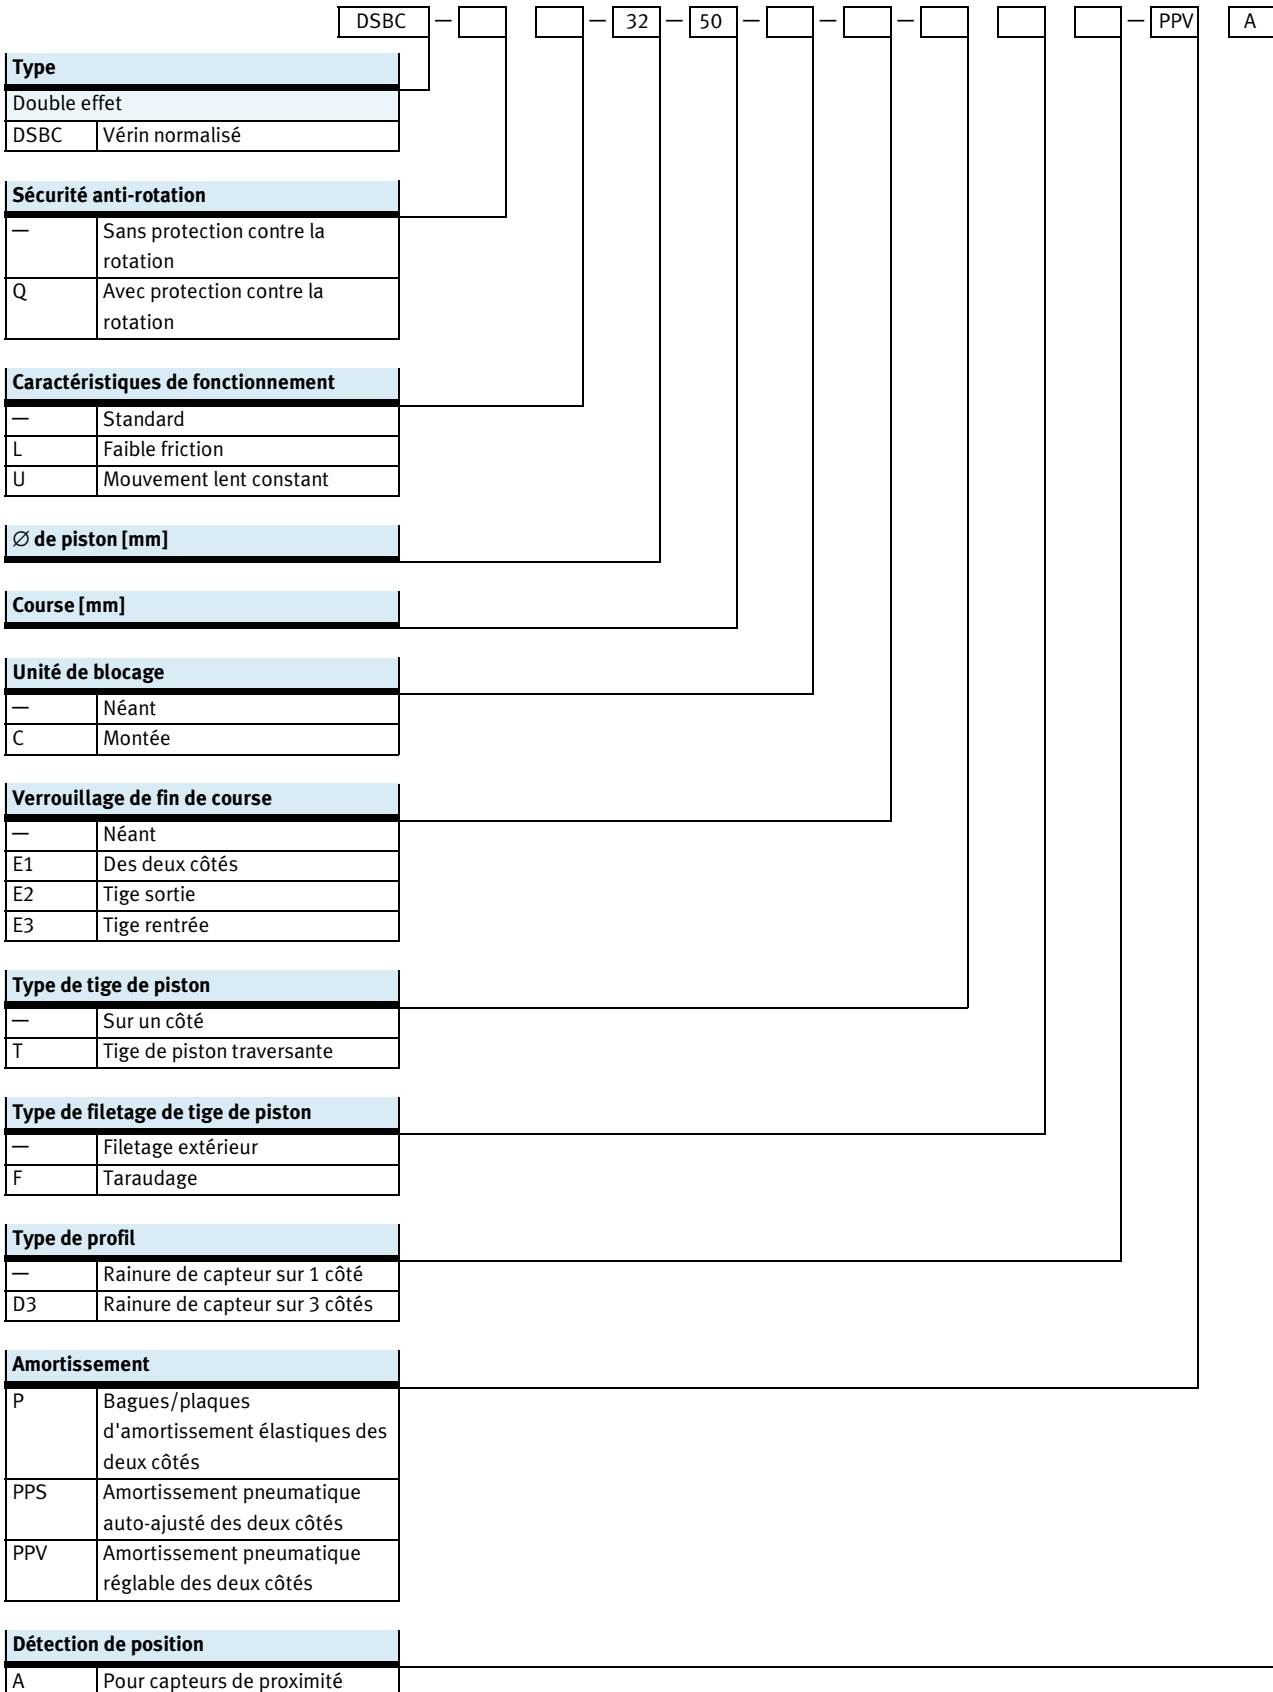 DSBC — — 32 — 50 — — — — PPV A
Type
Double effet
DSBC Vérin normalisé
Sécurité anti-rotation
— Sans protection contre la
rotation
Q Avec protection contre la
rotation
Caractéristiques de fonctionnement
— Standard
L Faible friction
U Mouvement lent constant
∅ de piston [mm]
Course [mm]
Unité de blocage
— Néant
C Montée
Verrouillage de fin de course
— Néant
E1 Des deux côtés
E2 Tige sortie
E3 Tige rentrée
Type de tige de piston
— Sur un côté
T Tige de piston traversante
Type de filetage de tige de piston
— Filetage extérieur
F Taraudage
Type de profil
— Rainure de capteur sur 1 côté
D3 Rainure de capteur sur 3 côtés
Amortissement
P Bagues/plaques
d'amortissement élastiques des
deux côtés
PPS Amortissement pneumatique
auto-ajusté des deux côtés
PPV Amortissement pneumatique
réglable des deux côtés
Détection de position
A Pour capteurs de proximité